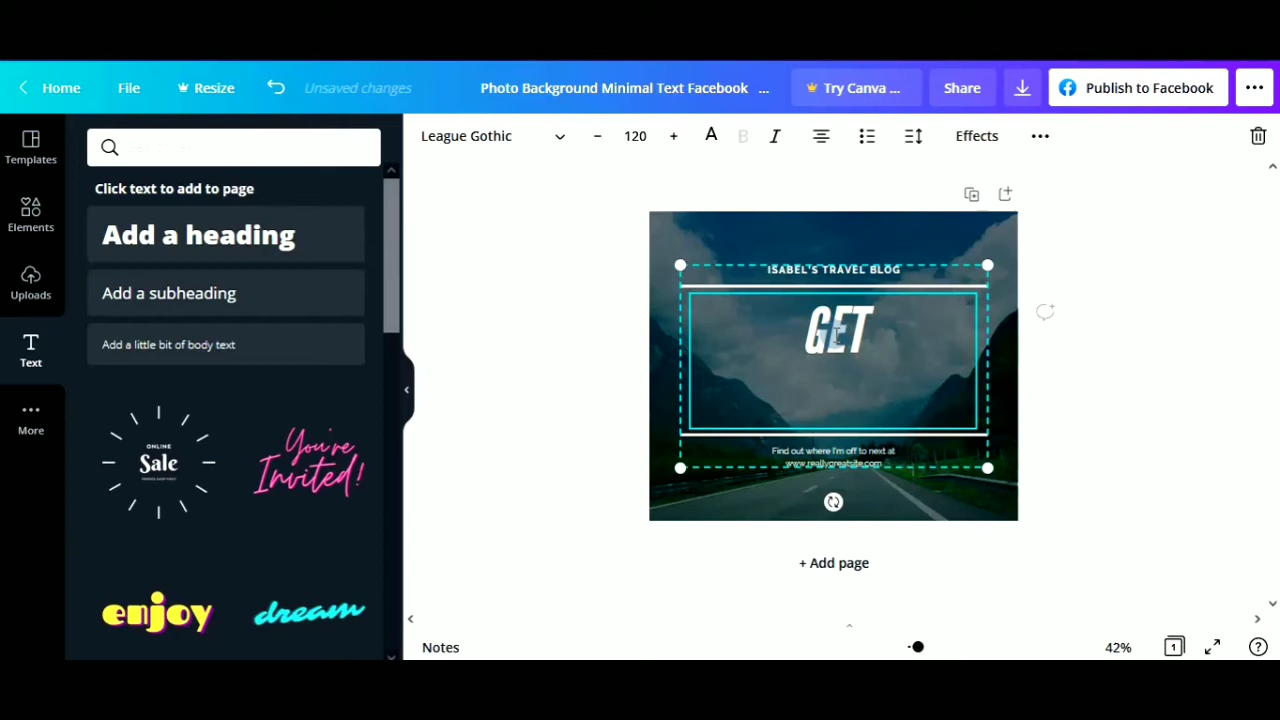 Home File Resize Unsaved changes Photo Background Minimal Text Facebook ... Try Canva ... Share Publish to Facebook
Templates
Elements
Uploads
Text
More
Click text to add to page
Add a heading
Add a subheading
Add a little bit of body text
ONLINE
Sale
You're
Invited!
enjoy
dream
League Gothic 120 A B I Effects
ISABEL'S TRAVEL BLOG
GET
Find out where I'm off to next at
www.reallygreatsite.com
+ Add page
Notes 42% 1 ?